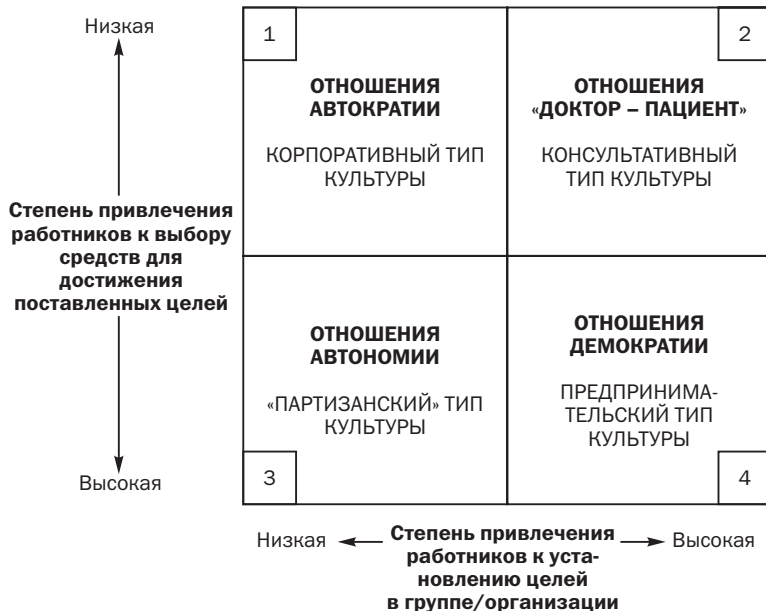 Низкая
1
2
ОТНОШЕНИЯ
АВТОКРАТИИ
КОРПОРАТИВНЫЙ ТИП
КУЛЬТУРЫ
ОТНОШЕНИЯ
«ДОКТОР – ПАЦИЕНТ»
КОНСУЛЬТАТИВНЫЙ
ТИП КУЛЬТУРЫ
Степень привлечения
работников к выбору
средств для
достижения
поставленных целей
ОТНОШЕНИЯ
АВТОНОМИИ
«ПАРТИЗАНСКИЙ» ТИП
КУЛЬТУРЫ
ОТНОШЕНИЯ
ДЕМОКРАТИИ
ПРЕДПРИНИМА-
ТЕЛЬСКИЙ ТИП
КУЛЬТУРЫ
Высокая
3
4
Низкая
Степень привлечения
работников к уста-
новлению целей
в группе/организации
Высокая